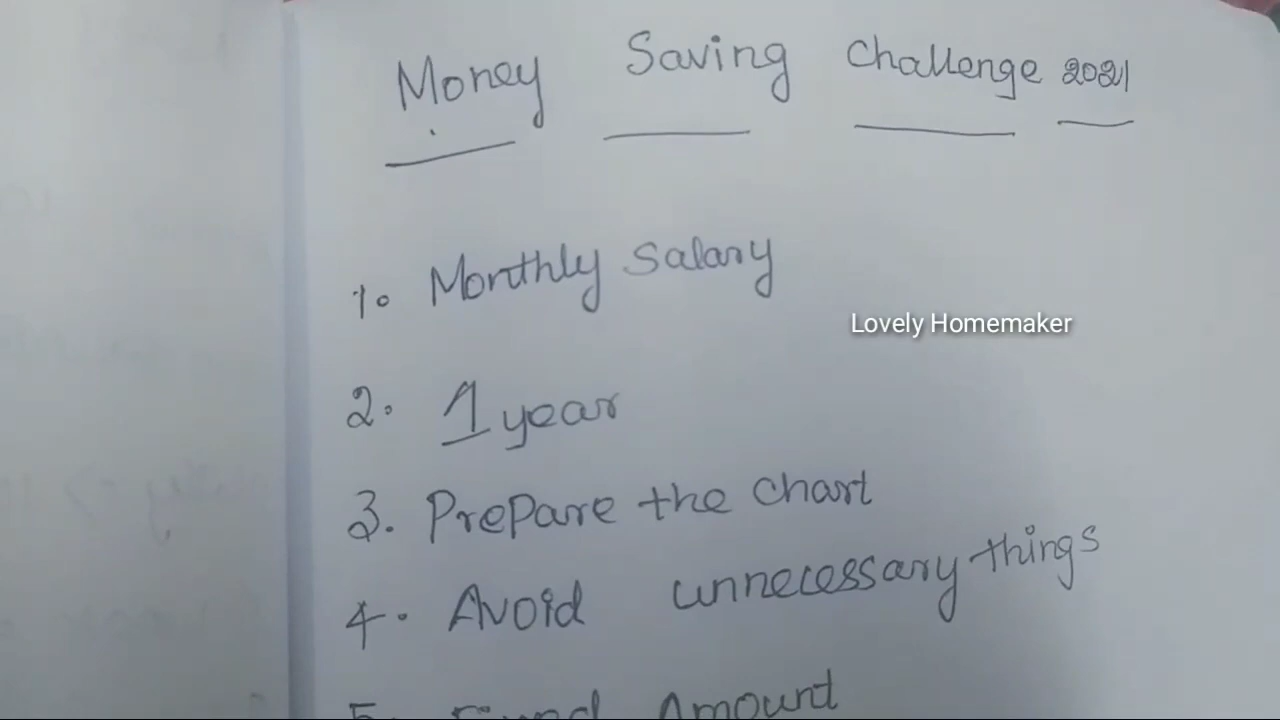 Money Saving Challenge 2021
1. Monthly Salary
Lovely Homemaker
2. 1 year
3. Prepare the chart
4. Avoid unnecessary things
Amount